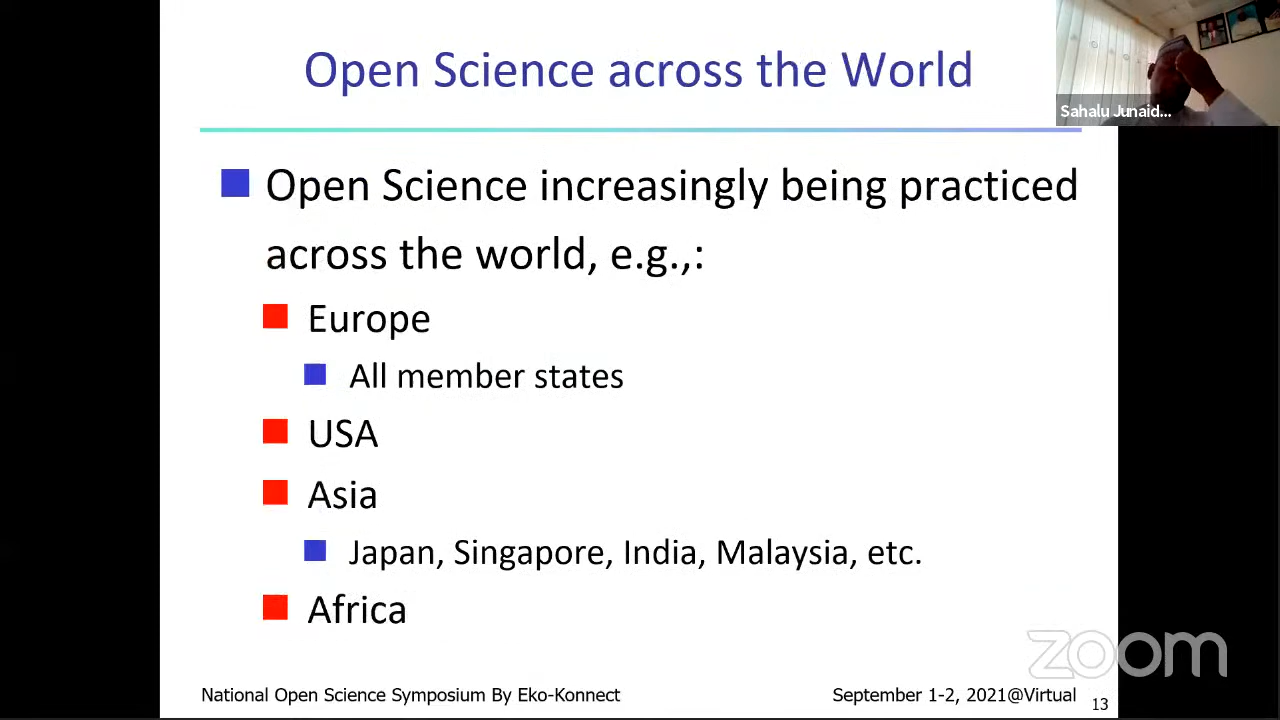 Open Science across the World
Sahalu Junaid...
Open Science increasingly being practiced
across the world, e.g.,:
Europe
All member states
USA
Asia
Japan, Singapore, India, Malaysia, etc.
Africa
zoom
National Open Science Symposium By Eko-Konnect
September 1-2, 2021@Virtual
13